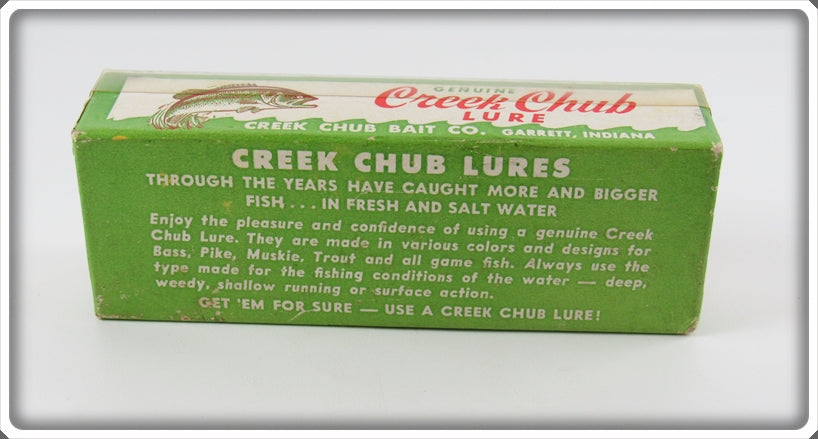 GENUINE
Creek Chub
LURE
CREEK CHUB BAIT CO. GARRETT, INDIANA
CREEK CHUB LURES
THROUGH THE YEARS HAVE CAUGHT MORE AND BIGGER
FISH . . . IN FRESH AND SALT WATER
Enjoy the pleasure and confidence of using a genuine Creek
Chub Lure. They are made in various colors and designs for
Bass, Pike, Muskie, Trout and all game fish. Always use the
type made for the fishing conditions of the water — deep,
weedy, shallow running or surface action.
GET 'EM FOR SURE — USE A CREEK CHUB LURE!